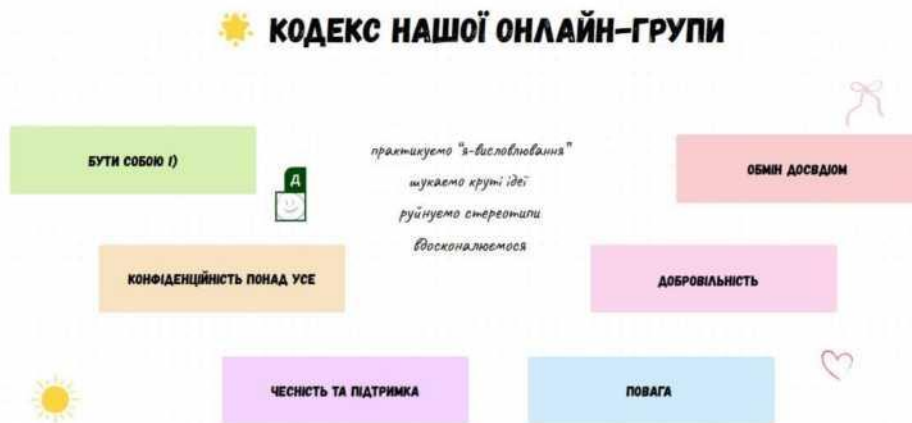 КОДЕКС НАШОЇ ОНЛАЙН-ГРУПИ
БУТИ СОБОЮ І)
Д
практикуємо "я-висловлювання"
шукаємо круті ідеї
руйнуємо стереотипи
вдосконалюємося
ОБМІН ДОСВДІОМ
КОНФІДЕНЦІЙНІСТЬ ПОНАД УСЕ
ДОБРОВІЛЬНІСТЬ
ЧЕСНІСТЬ ТА ПІДТРИМКА
ПОВАГА